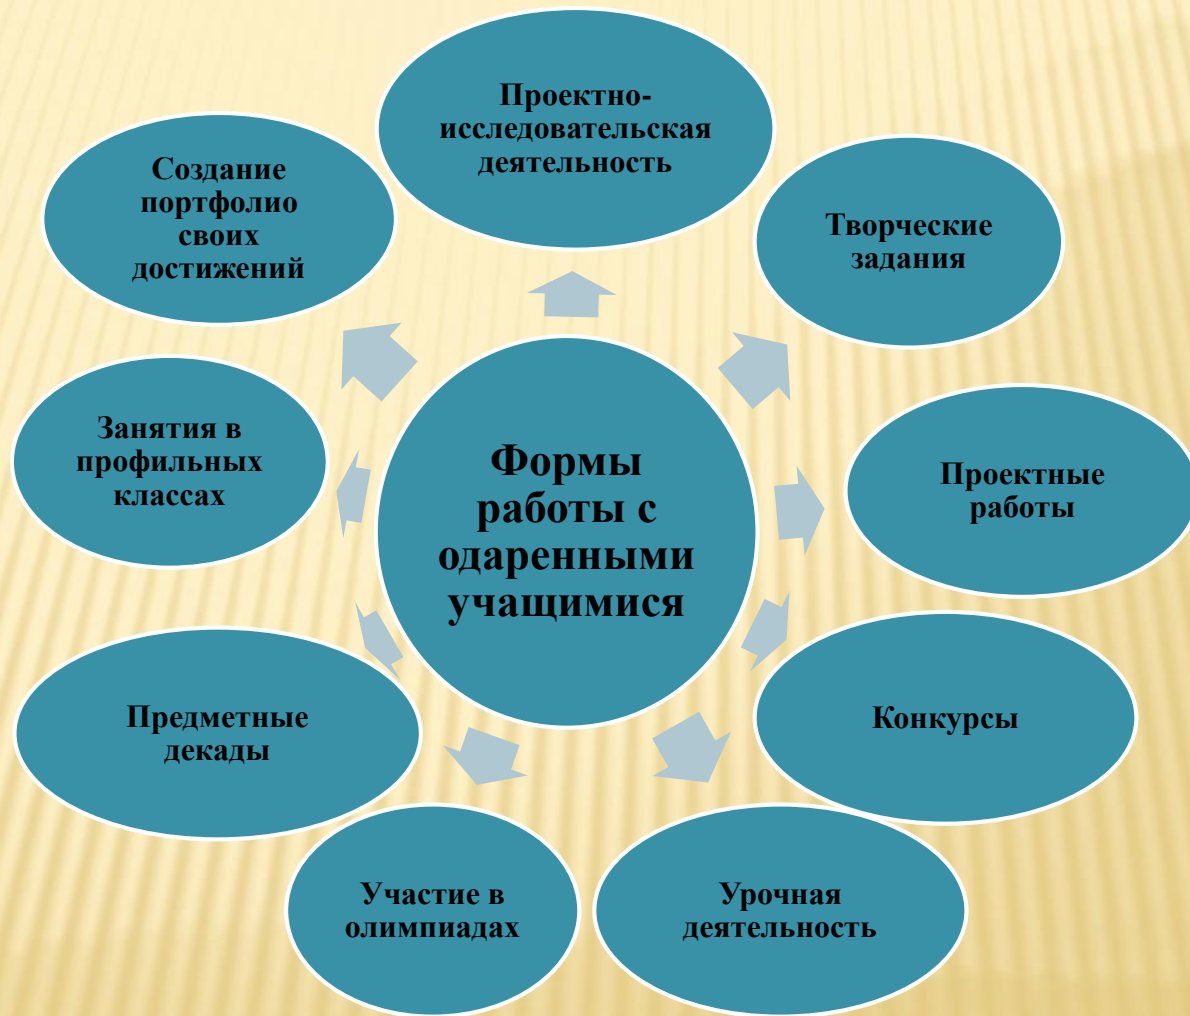 Проектно-
исследовательская
деятельность
Творческие
задания
Проектные
работы
Конкурсы
Урочная
деятельность
Участие в
олимпиадах
Предметные
декады
Занятия в
профильных
классах
Создание
портфолио
своих
достижений
Формы
работы с
одаренными
учащимися